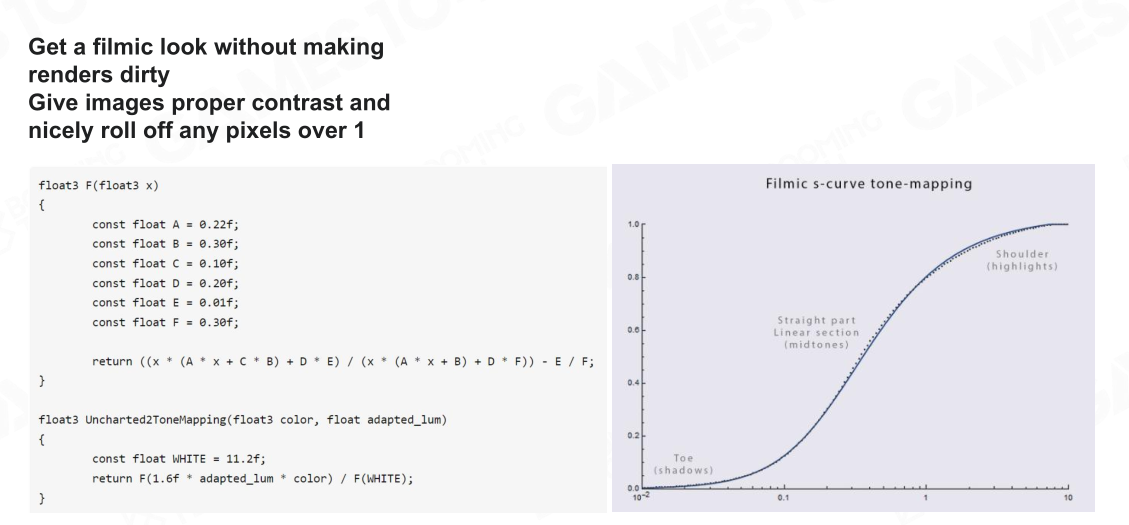 Get a filmic look without making
renders dirty
Give images proper contrast and
nicely roll off any pixels over 1
float3 F(float3 x)
{
const float A = 0.22f;
const float B = 0.30f;
const float C = 0.10f;
const float D = 0.20f;
const float E = 0.01f;
const float F = 0.30f;
return ((x * (A * x + C * B) + D * E) / (x * (A * x + B) + D * F)) - E / F;
}
float3 Uncharted2ToneMapping(float3 color, float adapted_lum)
{
const float WHITE = 11.2f;
return F(1.6f * adapted_lum * color) / F(WHITE);
}
Filmic s-curve tone-mapping
1.0
0.8
0.6
0.4
0.2
0.0
Shoulder
(highlights)
Straight part
Linear section
(midtones)
Toe
(shadows)
10⁻²
0.1
1
10
GAMES
GAMES